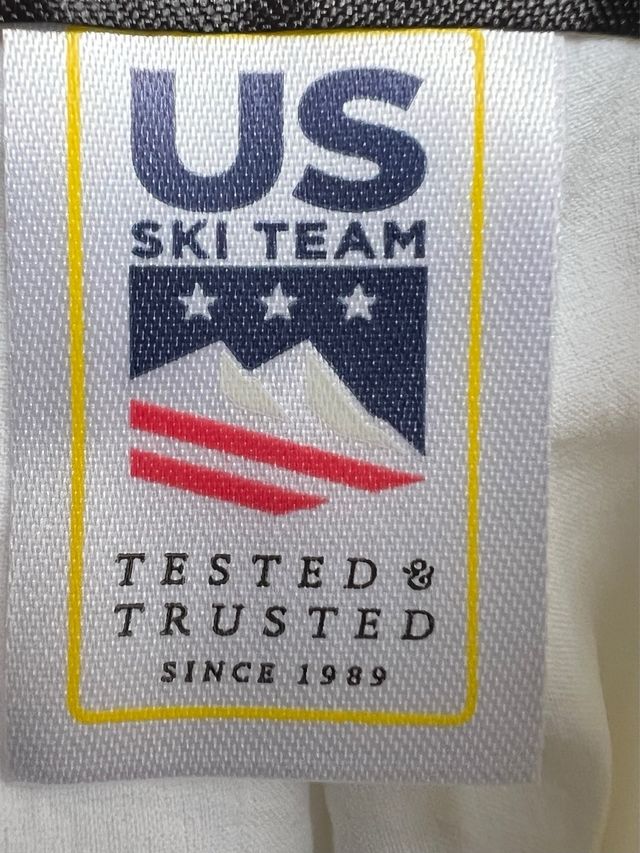 US
SKI TEAM
TESTED &
TRUSTED
SINCE 1989